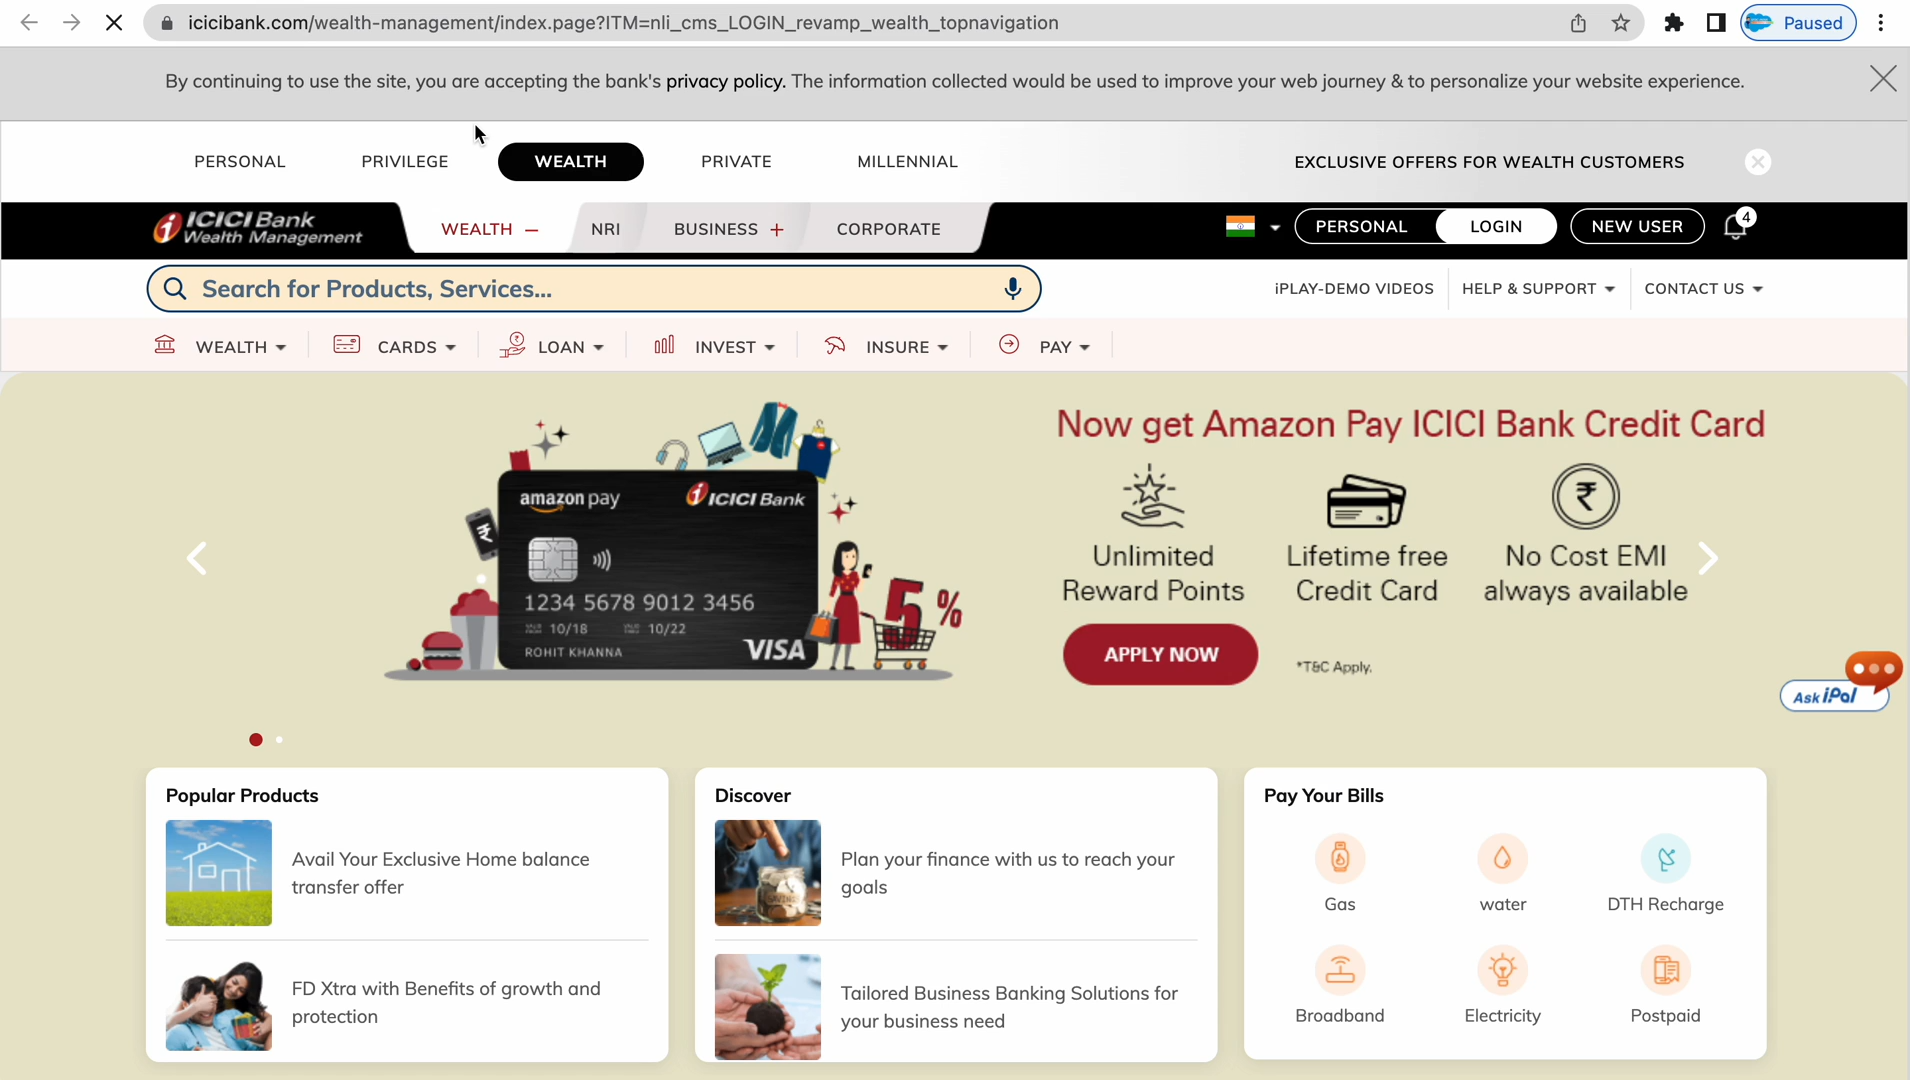 icicibank.com/wealth-management/index.page?ITM=nli_cms_LOGIN_revamp_wealth_topnavigation
Paused
By continuing to use the site, you are accepting the bank's privacy policy. The information collected would be used to improve your web journey & to personalize your website experience.
PERSONAL
PRIVILEGE
WEALTH
PRIVATE
MILLENNIAL
EXCLUSIVE OFFERS FOR WEALTH CUSTOMERS
ICICI Bank
Wealth Management
WEALTH
NRI
BUSINESS
CORPORATE
PERSONAL
LOGIN
NEW USER
4
Search for Products, Services...
iPLAY-DEMO VIDEOS
HELP & SUPPORT
CONTACT US
WEALTH
CARDS
LOAN
INVEST
INSURE
PAY
amazon pay
ICICI Bank
1234 5678 9012 3456
10/18
10/22
ROHIT KHANNA
VISA
5%
Now get Amazon Pay ICICI Bank Credit Card
Unlimited
Reward Points
Lifetime free
Credit Card
No Cost EMI
always available
APPLY NOW
*T&C Apply.
Ask iPal
Popular Products
Avail Your Exclusive Home balance
transfer offer
FD Xtra with Benefits of growth and
protection
Discover
Plan your finance with us to reach your
goals
Tailored Business Banking Solutions for
your business need
Pay Your Bills
Gas
water
DTH Recharge
Broadband
Electricity
Postpaid